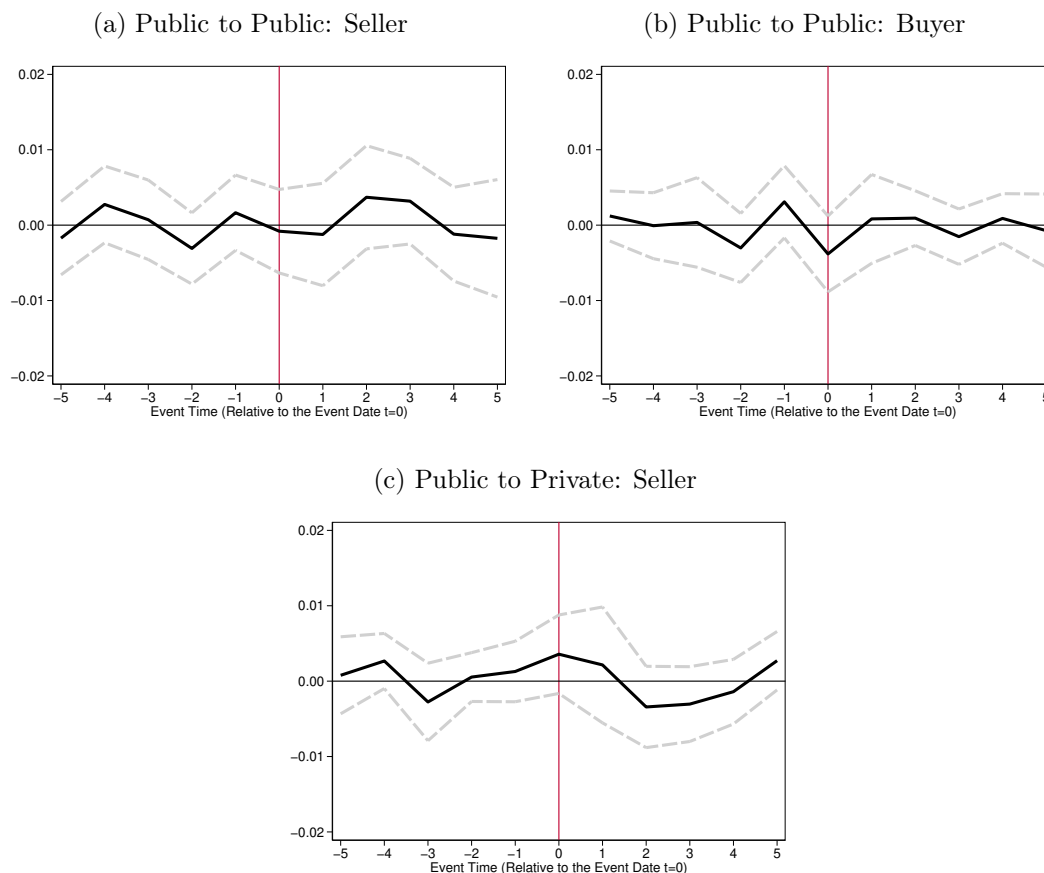 (a) Public to Public: Seller
0.02
0.01
0.00
−0.01
−0.02
−5 −4 −3 −2 −1 0 1 2 3 4 5
Event Time (Relative to the Event Date t=0)
(b) Public to Public: Buyer
0.02
0.01
0.00
−0.01
−0.02
−5 −4 −3 −2 −1 0 1 2 3 4 5
Event Time (Relative to the Event Date t=0)
(c) Public to Private: Seller
0.02
0.01
0.00
−0.01
−0.02
−5 −4 −3 −2 −1 0 1 2 3 4 5
Event Time (Relative to the Event Date t=0)